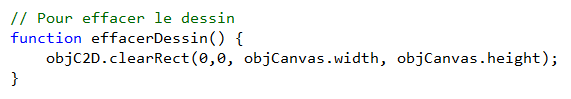 // Pour effacer le dessin
function effacerDessin() {
    objC2D.clearRect(0,0, objCanvas.width, objCanvas.height);
}